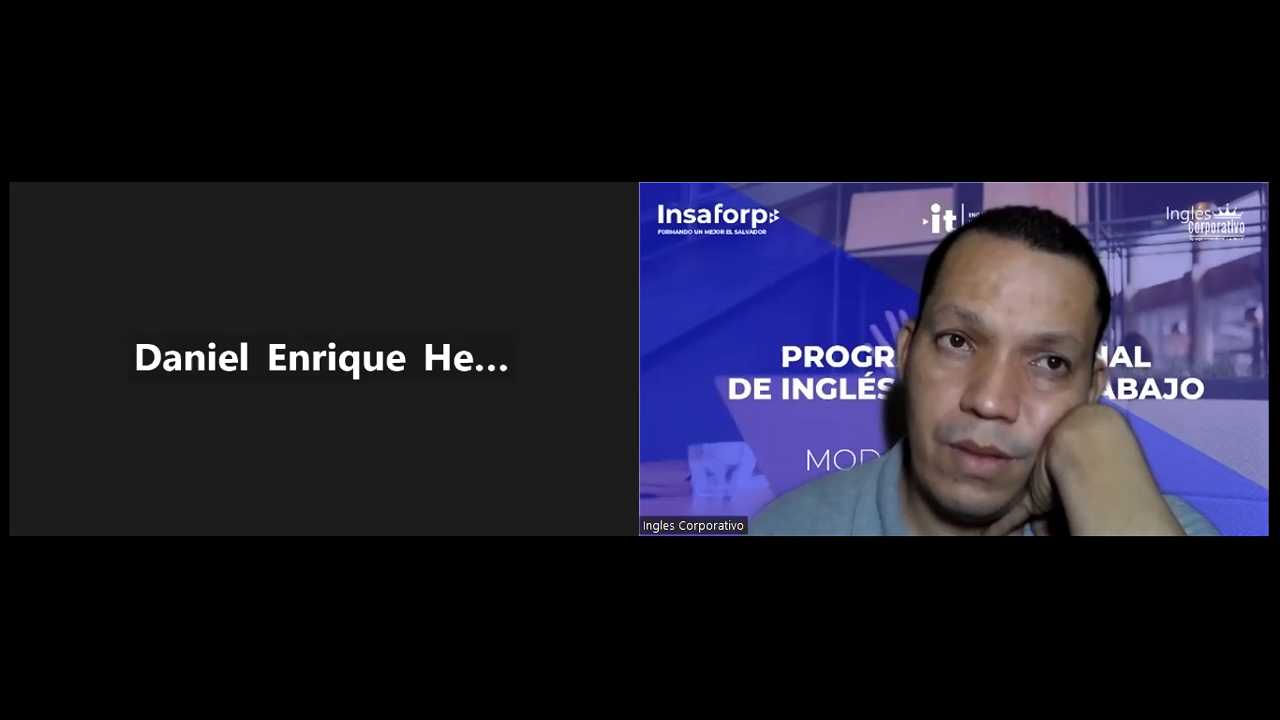 Daniel Enrique He...
Insaforp
FORMANDO UN MEJOR EL SALVADOR
it
Inglés
Corporativo
PROGR NAL
DE INGLÉS ABAJO
MOD
Ingles Corporativo